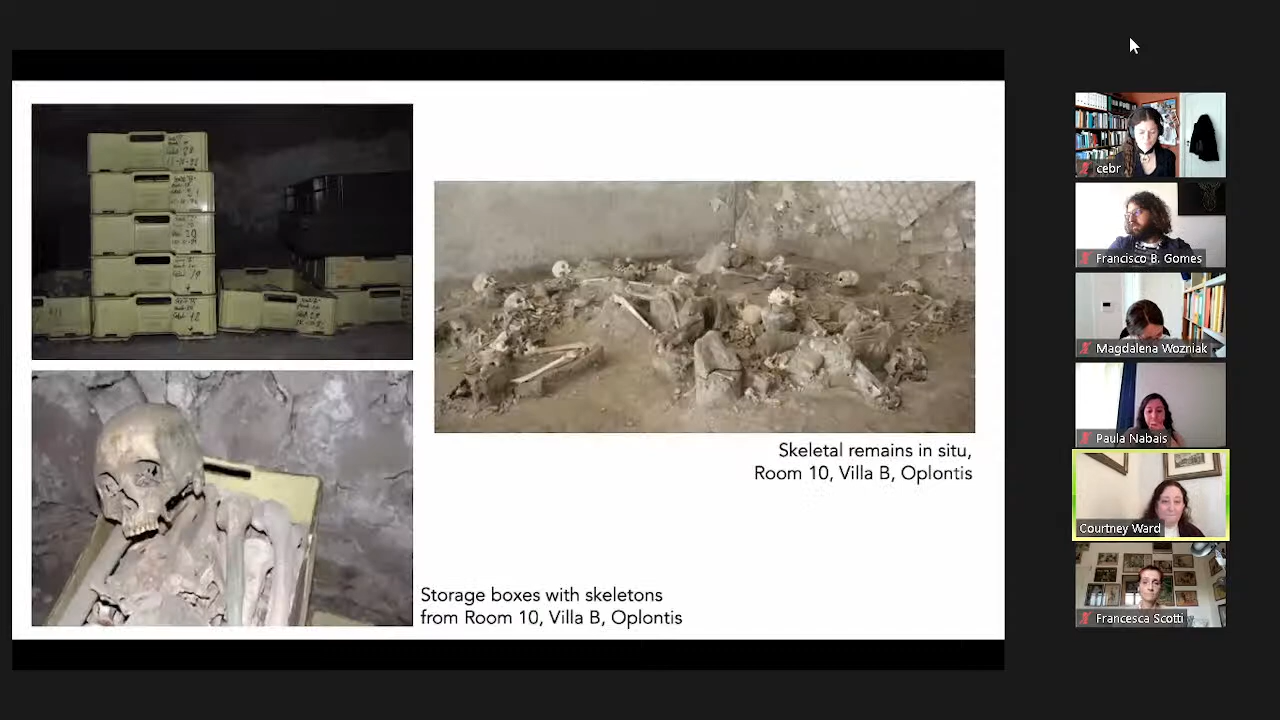 Skeletal remains in situ,
Room 10, Villa B, Oplontis
Storage boxes with skeletons
from Room 10, Villa B, Oplontis
cebr
Francisco B. Gomes
Magdalena Wozniak
Paula Nabais
Courtney Ward
Francesca Scotti